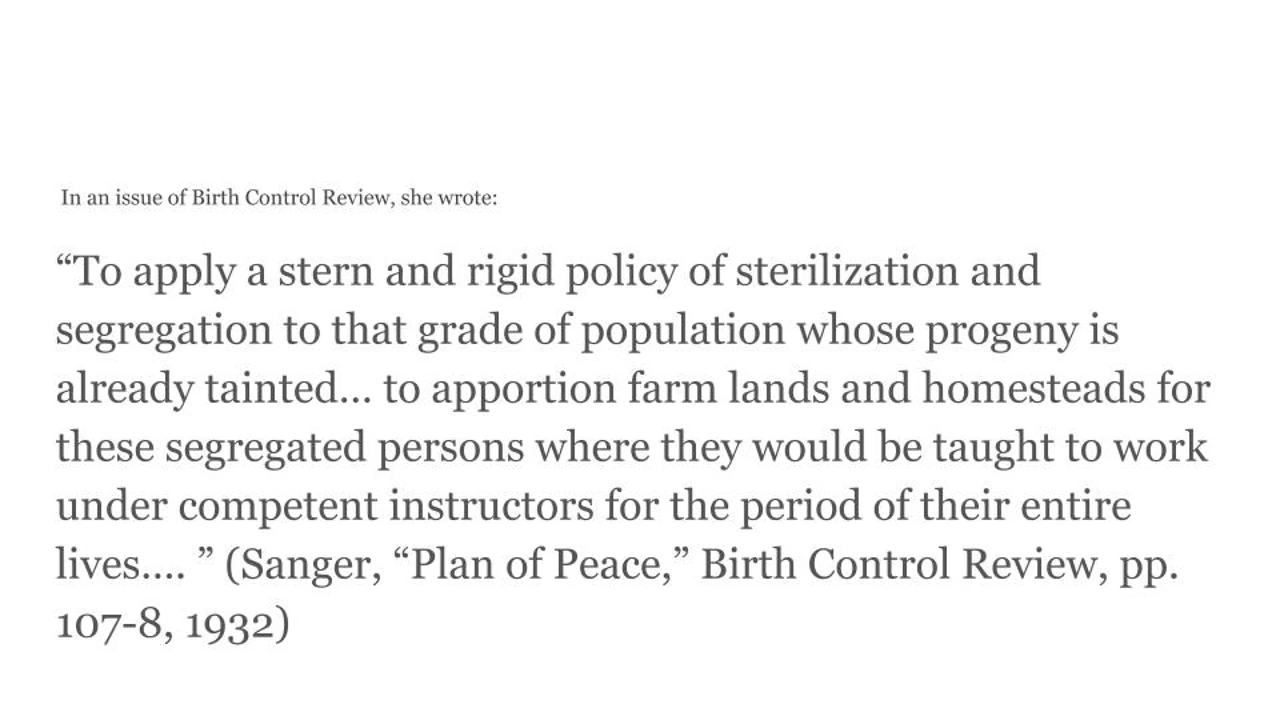 In an issue of Birth Control Review, she wrote:
“To apply a stern and rigid policy of sterilization and
segregation to that grade of population whose progeny is
already tainted... to apportion farm lands and homesteads for
these segregated persons where they would be taught to work
under competent instructors for the period of their entire
lives.... ” (Sanger, “Plan of Peace,” Birth Control Review, pp.
107-8, 1932)